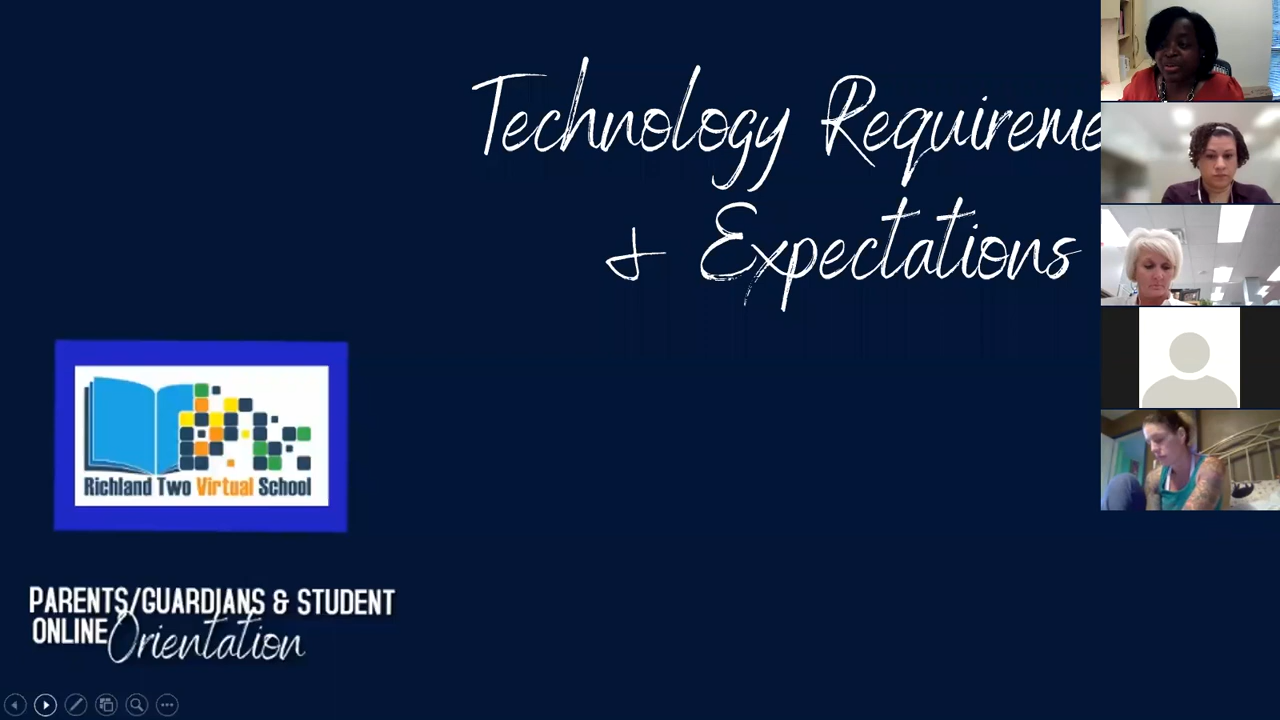 Technology Requireme
& Expectations
Richland Two Virtual School
PARENTS/GUARDIANS & STUDENT
ONLINE Orientation